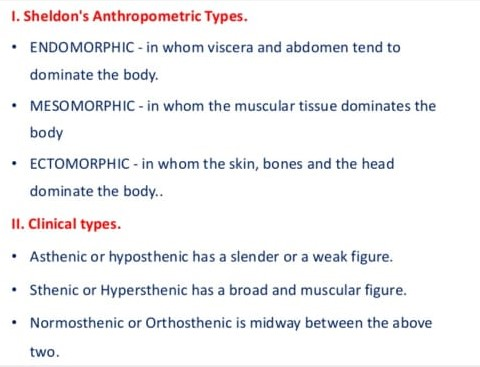 I. Sheldon's Anthropometric Types.
• ENDOMORPHIC - in whom viscera and abdomen tend to
dominate the body.
• MESOMORPHIC - in whom the muscular tissue dominates the
body
• ECTOMORPHIC - in whom the skin, bones and the head
dominate the body..
II. Clinical types.
• Asthenic or hyposthenic has a slender or a weak figure.
• Sthenic or Hypersthenic has a broad and muscular figure.
• Normosthenic or Orthosthenic is midway between the above
two.